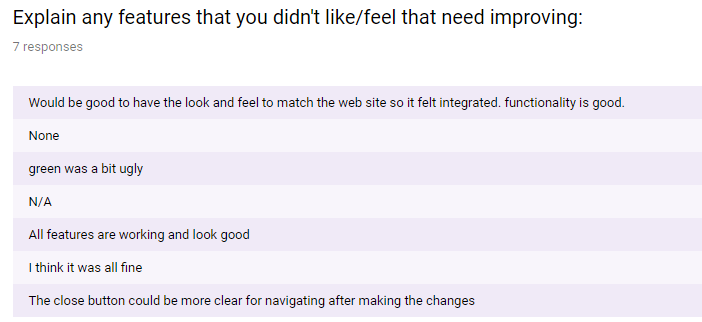 Explain any features that you didn't like/feel that need improving:
7 responses
Would be good to have the look and feel to match the web site so it felt integrated. functionality is good.
None
green was a bit ugly
N/A
All features are working and look good
I think it was all fine
The close button could be more clear for navigating after making the changes